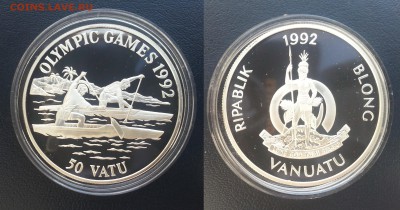 COINS.LAVE.RU
OLYMPIC GAMES 1992
50 VATU
1992
RIPABLIK
BLONG
VANUATU